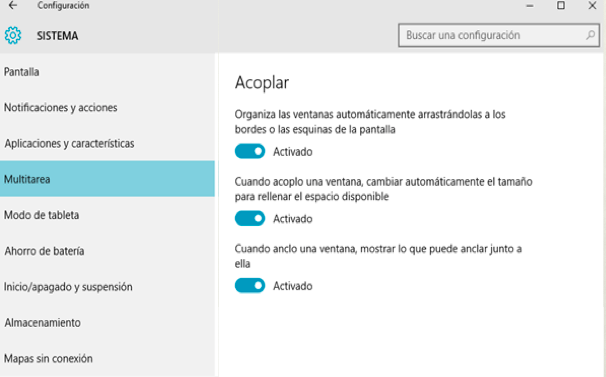 Configuración
SISTEMA
Buscar una configuración
Pantalla
Notificaciones y acciones
Aplicaciones y características
Multitarea
Modo de tableta
Ahorro de batería
Inicio/apagado y suspensión
Almacenamiento
Mapas sin conexión
Acoplar
Organiza las ventanas automáticamente arrastrándolas a los
bordes o las esquinas de la pantalla
Activado
Cuando acoplo una ventana, cambiar automáticamente el tamaño
para rellenar el espacio disponible
Activado
Cuando anclo una ventana, mostrar lo que puede anclar junto a
ella
Activado